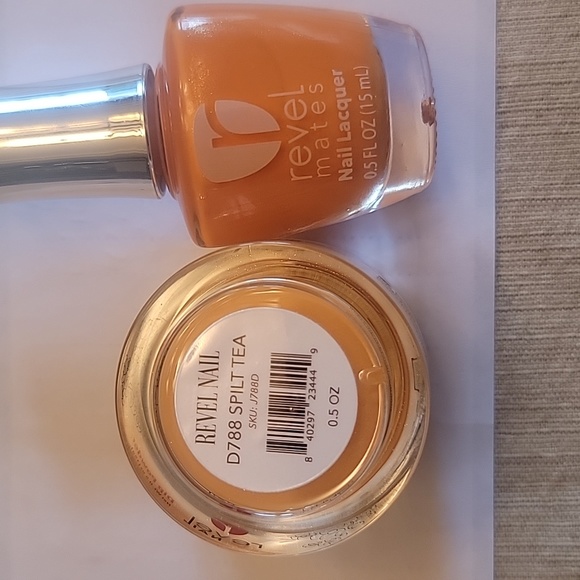 revel
mates
Nail Lacquer
0.5 FL OZ (15 mL)
REVEL NAIL
D788 SPILT TEA
SKU: J788D
8 40297 23444 9
0.5 OZ